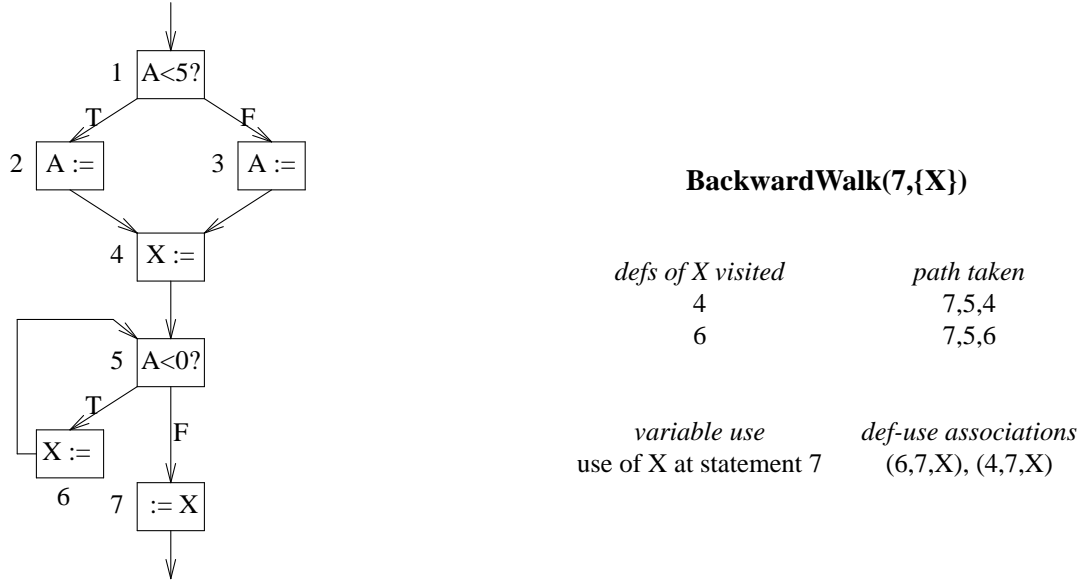 1 A<5?
T F
2 A := 3 A :=
4 X :=
5 A<0?
T
F
X :=
6
7 := X
BackwardWalk(7,{X})
defs of X visited path taken
4 7,5,4
6 7,5,6
variable use def-use associations
use of X at statement 7 (6,7,X), (4,7,X)